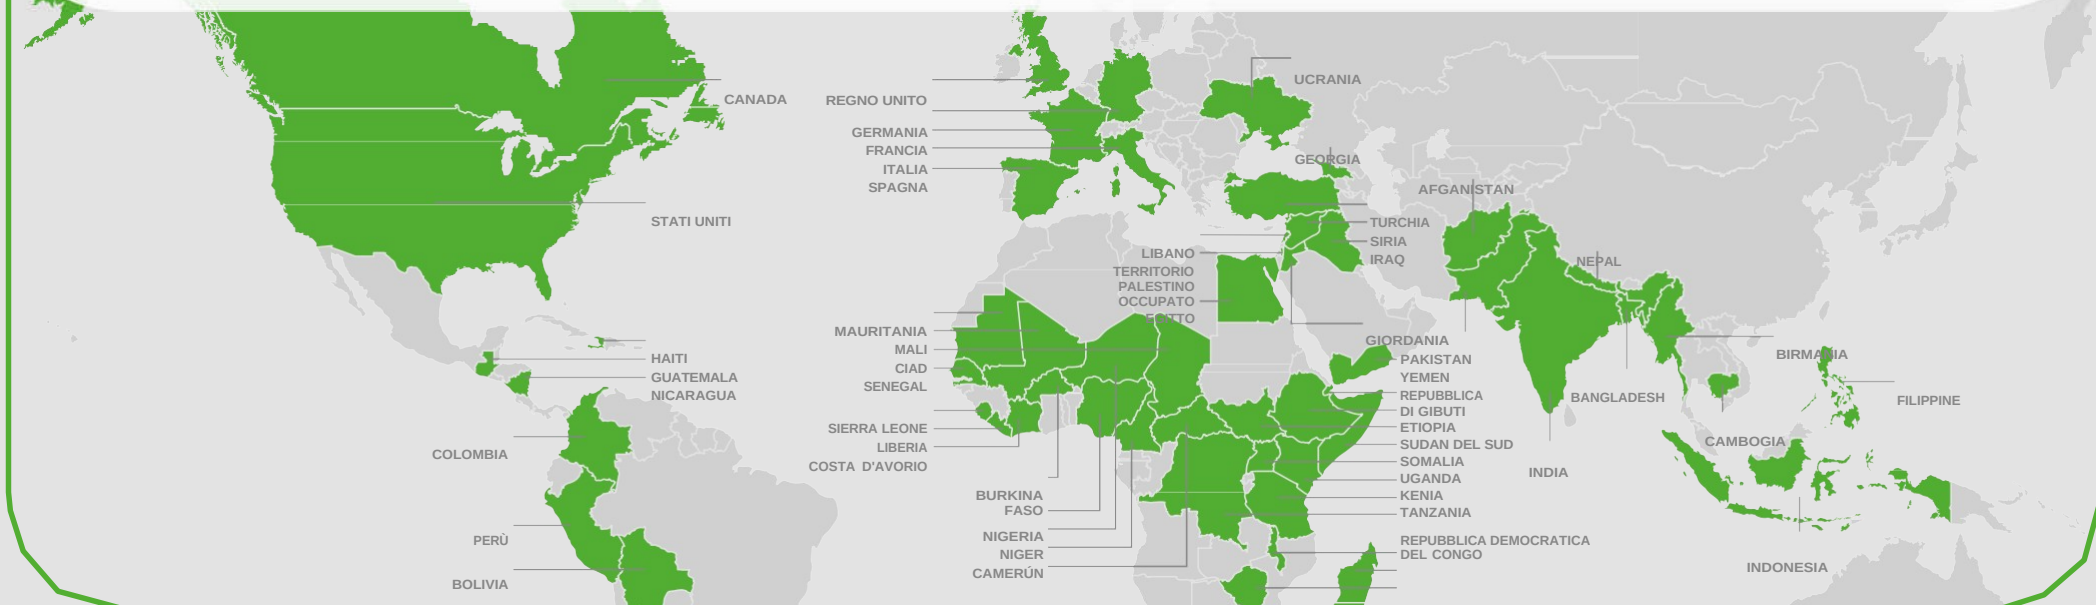 CANADA
STATI UNITI
HAITI
GUATEMALA
NICARAGUA
COLOMBIA
PERÙ
BOLIVIA
REGNO UNITO
GERMANIA
FRANCIA
ITALIA
SPAGNA
UCRANIA
GEORGIA
AFGANISTAN
TURCHIA
SIRIA
IRAQ
LIBANO
TERRITORIO
PALESTINO
OCCUPATO
EGITTO
NEPAL
MAURITANIA
MALI
CIAD
SENEGAL
SIERRA LEONE
LIBERIA
COSTA D'AVORIO
BURKINA
FASO
NIGERIA
NIGER
CAMERÚN
GIORDANIA
PAKISTAN
YEMEN
REPUBBLICA
DI GIBUTI
ETIOPIA
SUDAN DEL SUD
SOMALIA
UGANDA
KENIA
TANZANIA
REPUBBLICA DEMOCRATICA
DEL CONGO
INDIA
BANGLADESH
BIRMANIA
FILIPPINE
CAMBOGIA
INDONESIA